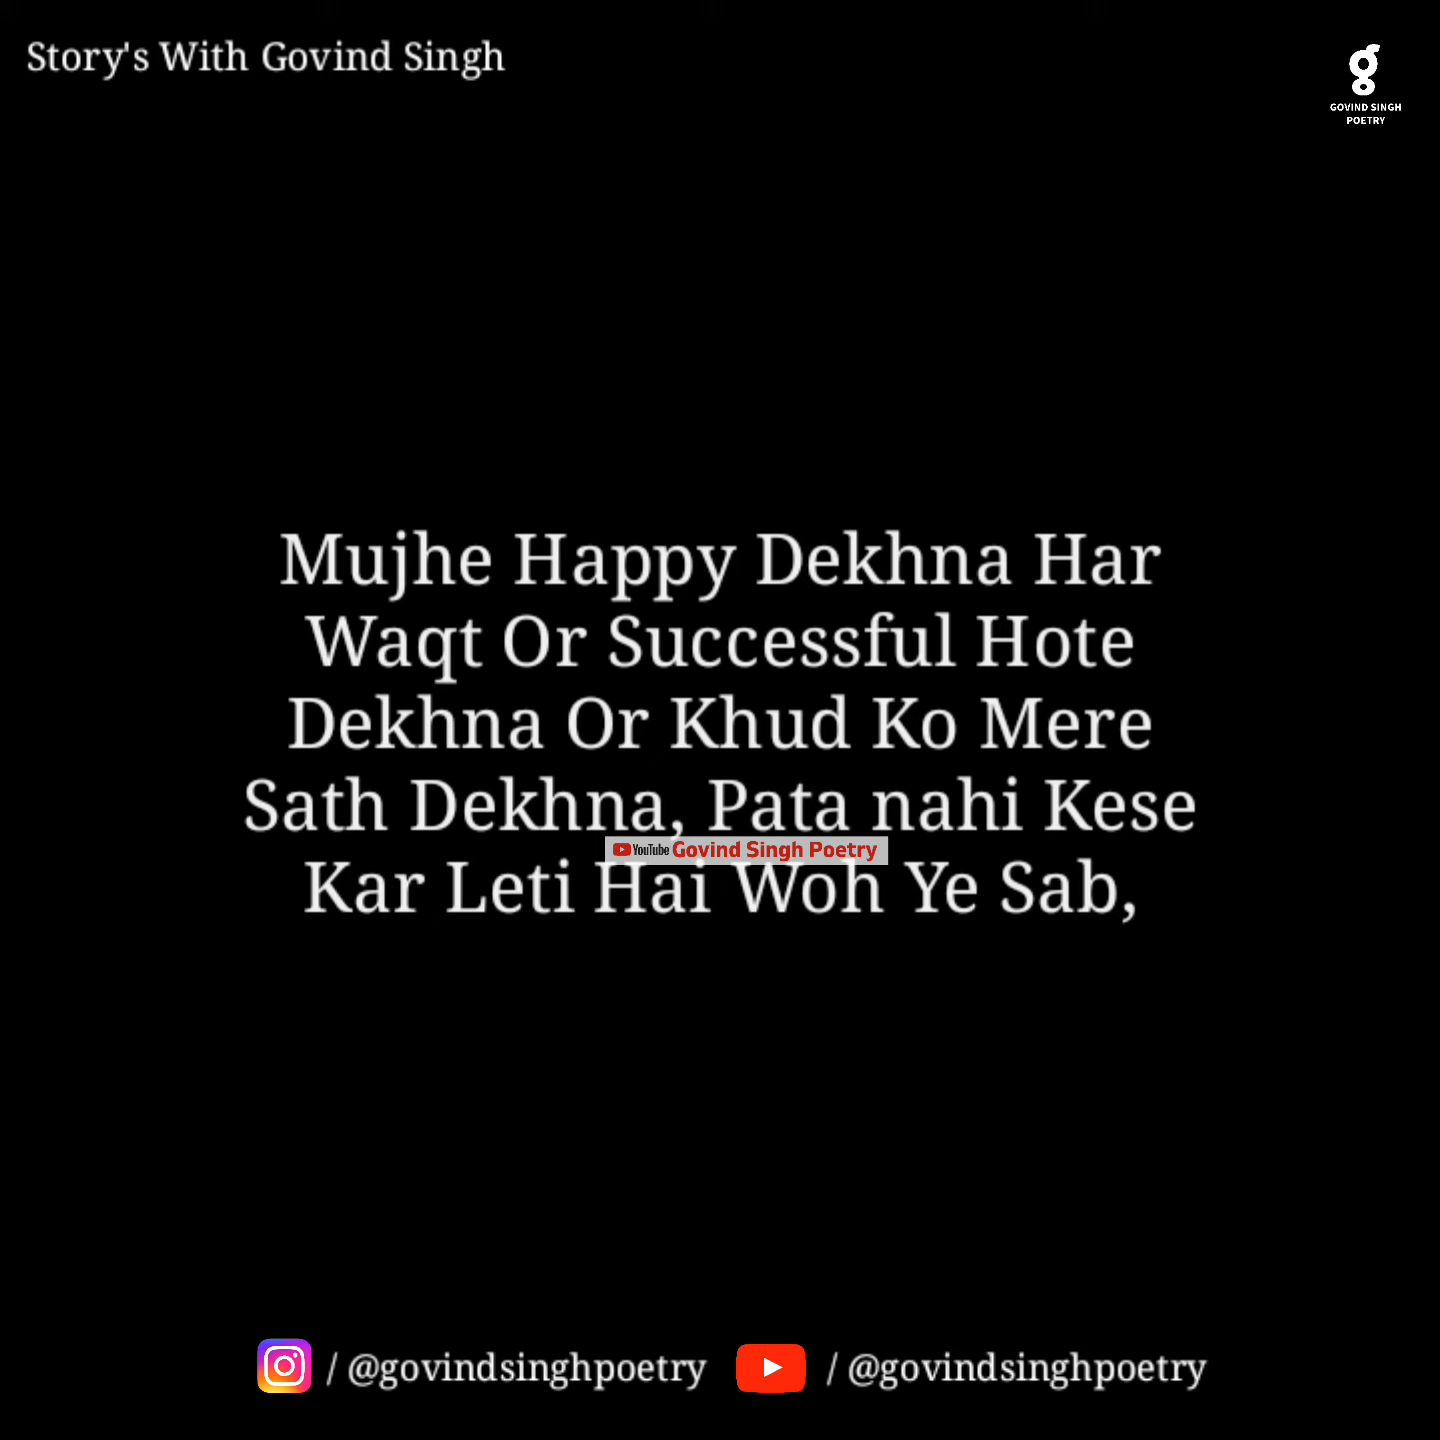 Story's With Govind Singh
GOVIND SINGH
POETRY
Mujhe Happy Dekhna Har
Waqt Or Successful Hote
Dekhna Or Khud Ko Mere
Sath Dekhna, Pata nahi Kese
YouTube Govind Singh Poetry
Kar Leti Hai Woh Ye Sab,
/ @govindsinghpoetry / @govindsinghpoetry